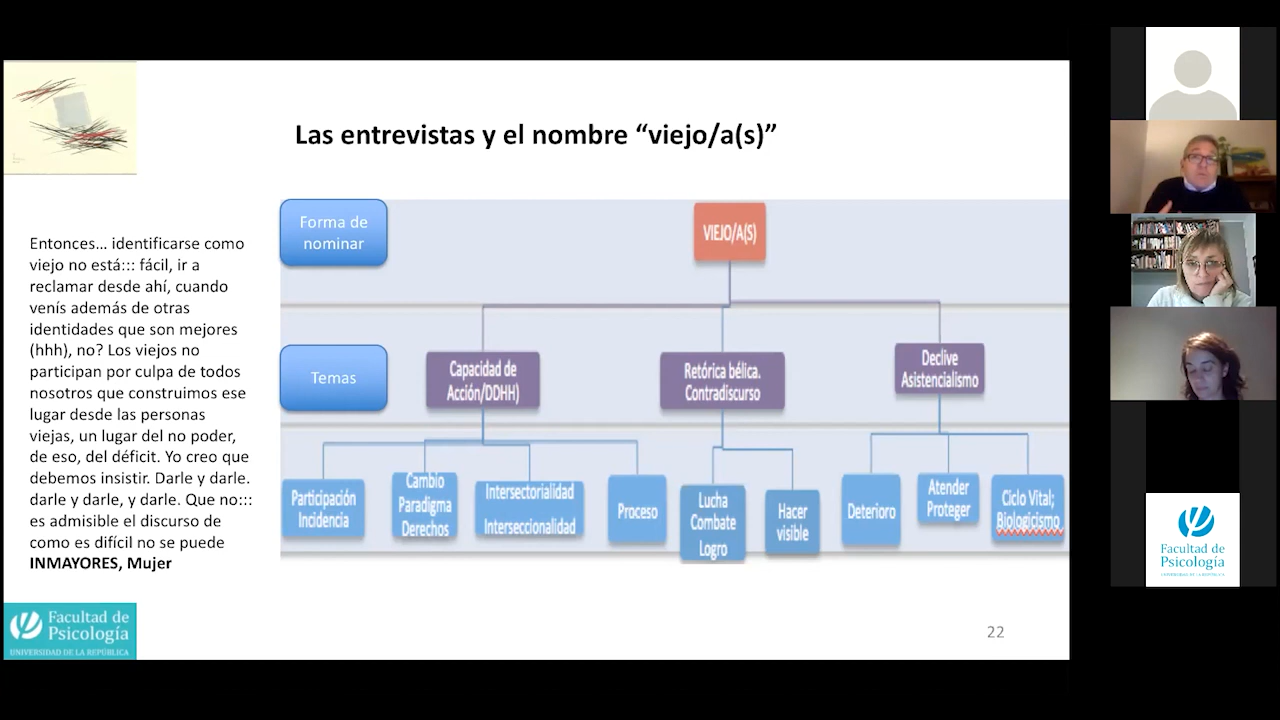 Las entrevistas y el nombre “viejo/a(s)”
Entonces... identificarse como
viejo no está::: fácil, ir a
reclamar desde ahí, cuando
venís además de otras
identidades que son mejores
(hhh), no? Los viejos no
participan por culpa de todos
nosotros que construimos ese
lugar desde las personas
viejas, un lugar del no poder,
de eso, del déficit. Yo creo que
debemos insistir. Darle y darle.
darle y darle, y darle. Que no:::
es admisible el discurso de
como es difícil no se puede
INMAYORES, Mujer
Forma de
nominar
VIEJO/A(S)
Temas
Capacidad de
Acción/DDHH)
Retórica bélica.
Contradiscurso
Declive
Asistencialismo
Participación
Incidencia
Cambio
Paradigma
Derechos
Intersectorialidad
Interseccionalidad
Proceso
Lucha
Combate
Logro
Hacer
visible
Deterioro
Atender
Proteger
Ciclo Vital;
Biologicismo
Facultad de
Psicología
UNIVERSIDAD DE LA REPÚBLICA
22
Facultad de
Psicología
UNIVERSIDAD DE LA REPÚBLICA